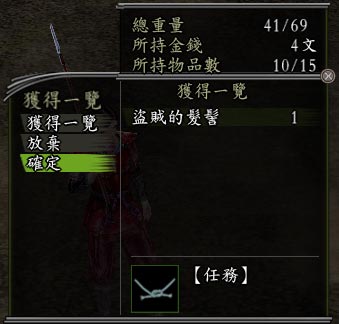 總重量 41/69
所持金錢 4文
所持物品數 10/15
獲得一覽
獲得一覽
獲得一覽
放棄
確定
盜賊的髮髻 1
【任務】